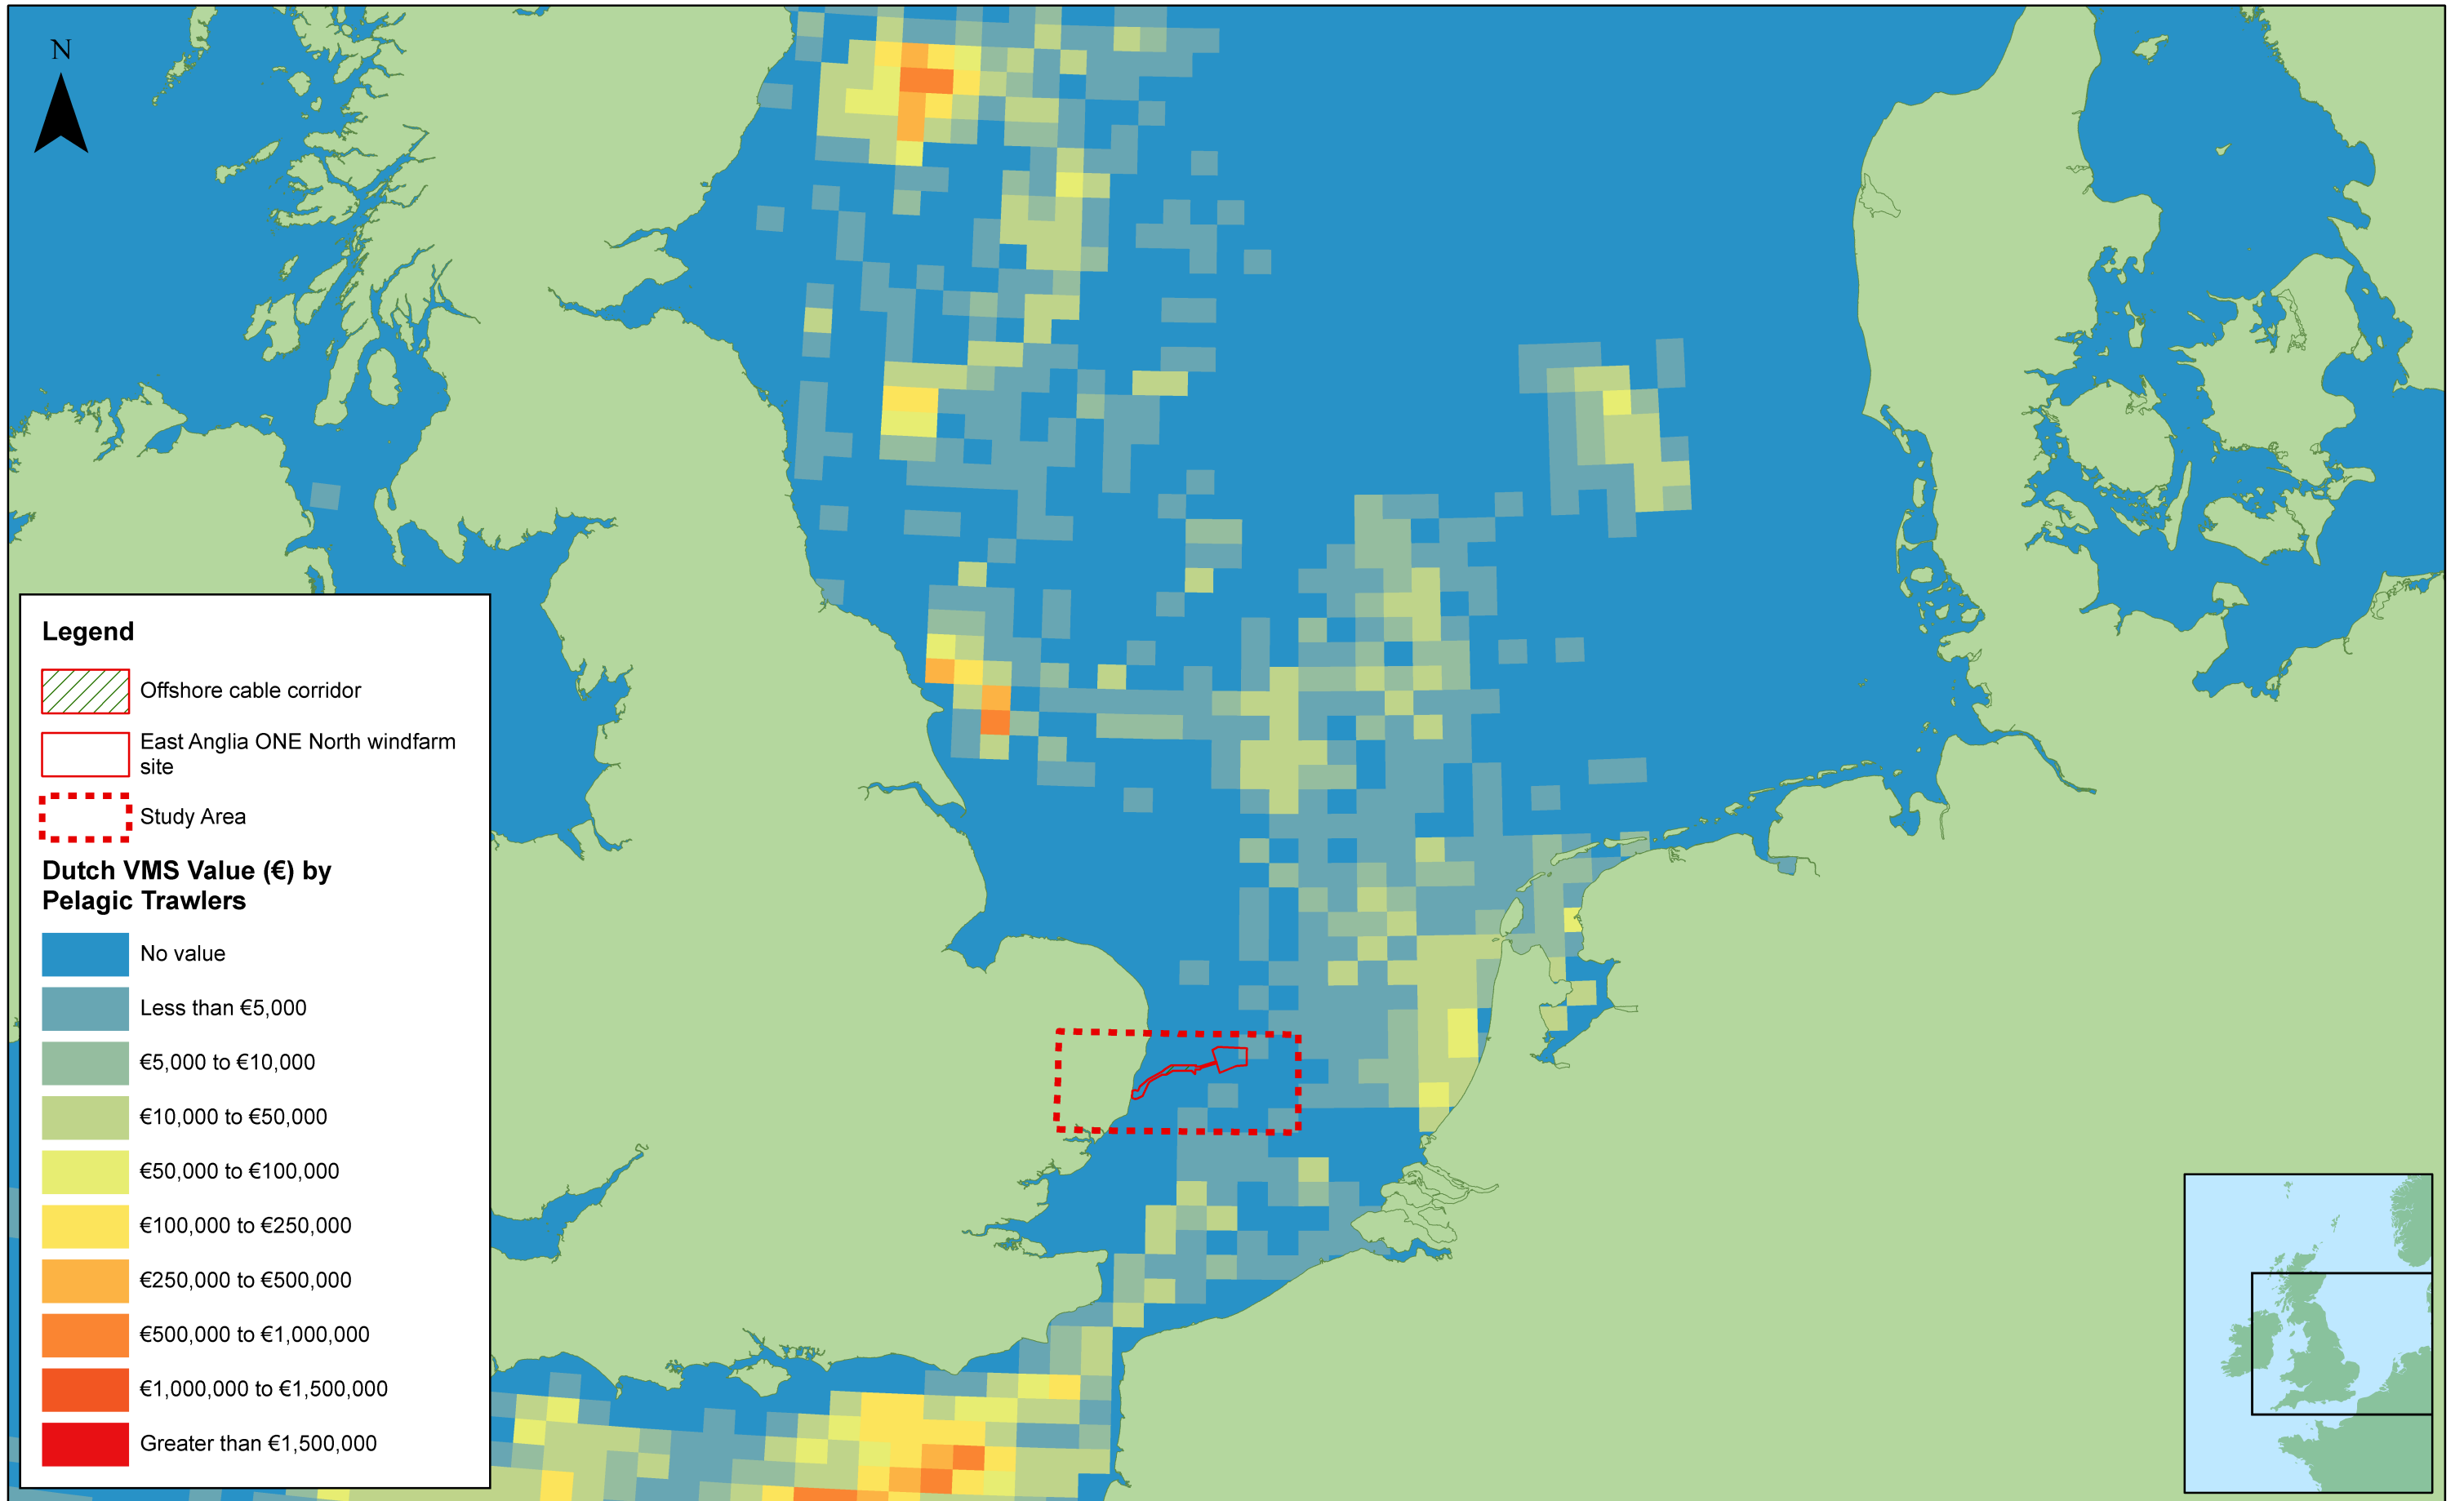 N
Legend
Offshore cable corridor
East Anglia ONE North windfarm
site
Study Area
Dutch VMS Value (€) by
Pelagic Trawlers
No value
Less than €5,000
€5,000 to €10,000
€10,000 to €50,000
€50,000 to €100,000
€100,000 to €250,000
€250,000 to €500,000
€500,000 to €1,000,000
€1,000,000 to €1,500,000
Greater than €1,500,000